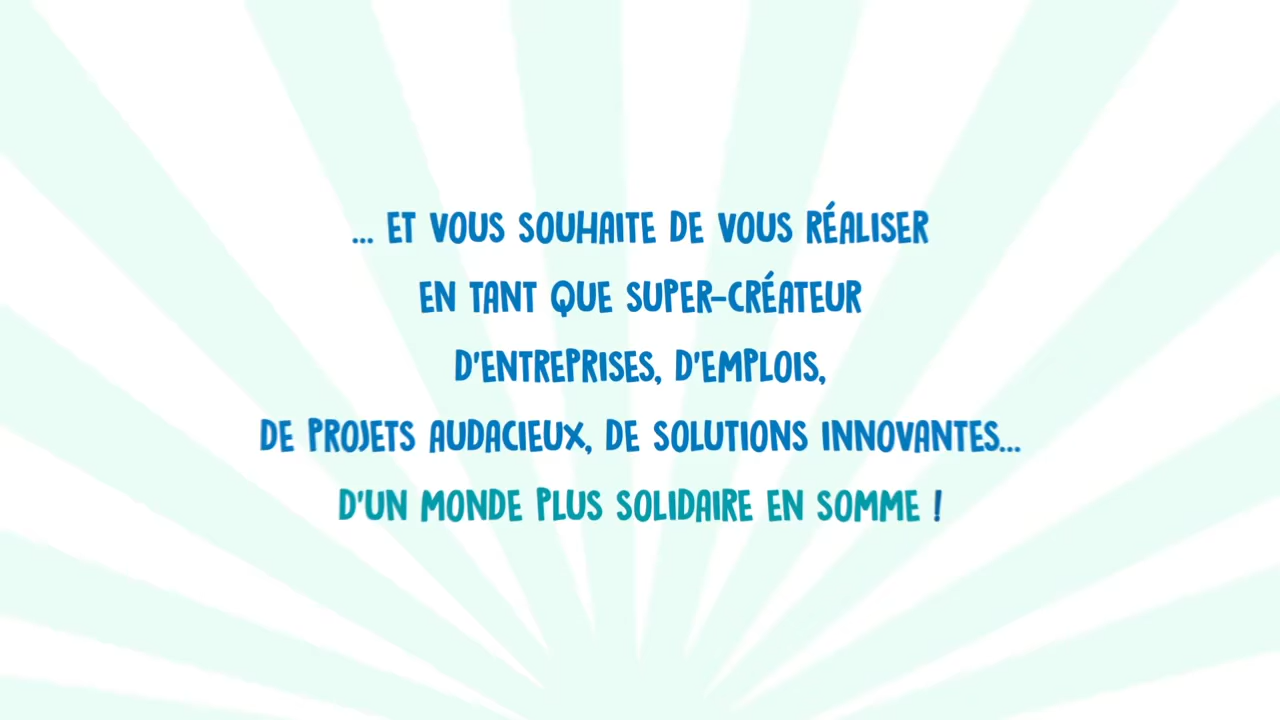 ... ET VOUS SOUHAITE DE VOUS RÉALISER
EN TANT QUE SUPER-CRÉATEUR
D'ENTREPRISES, D'EMPLOIS,
DE PROJETS AUDACIEUX, DE SOLUTIONS INNOVANTES...
D'UN MONDE PLUS SOLIDAIRE EN SOMME !